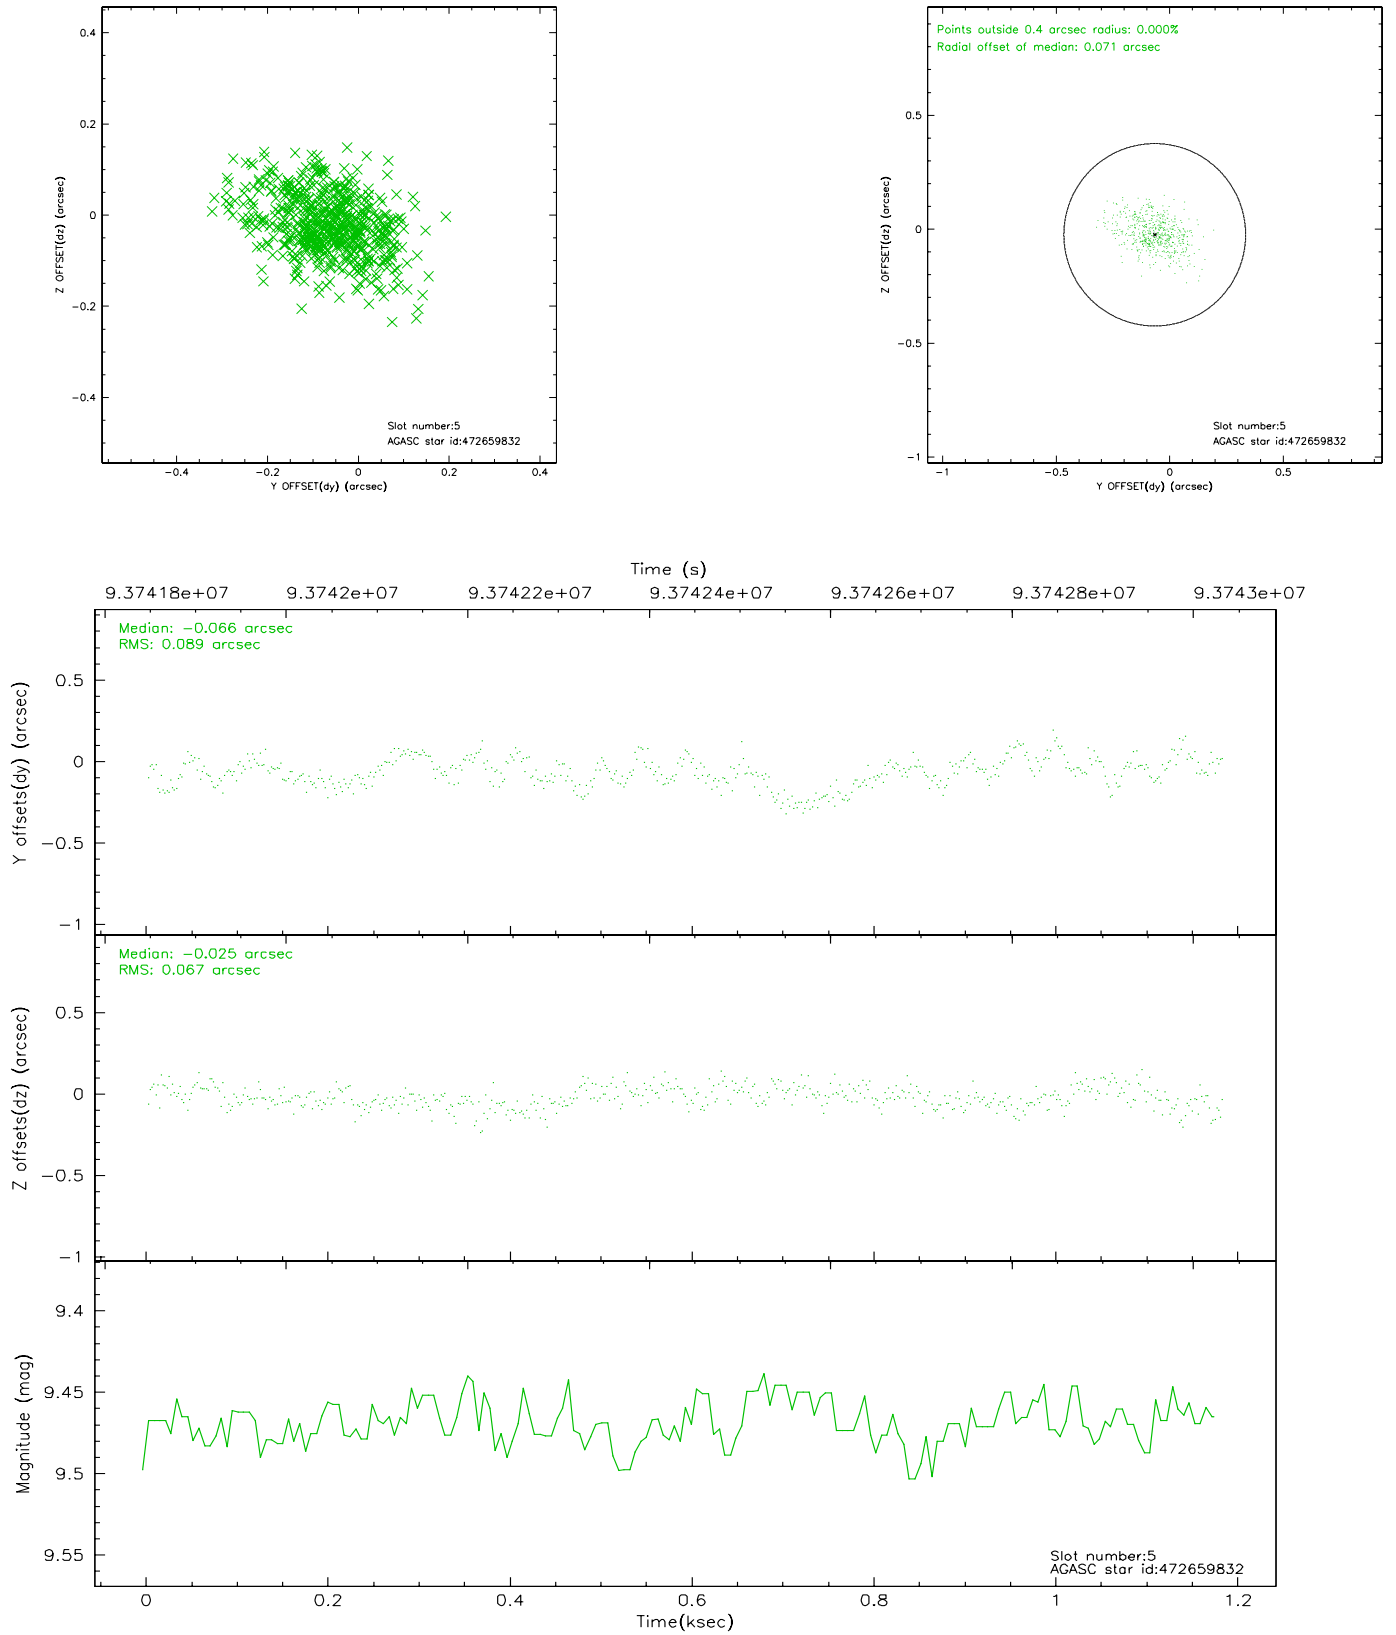 0.4
0.2
0
−0.2
−0.4
Z OFFSET(dz) (arcsec)
Slot number:5
AGASC star id:472659832
−0.4 −0.2 0 0.2 0.4
Y OFFSET(dy) (arcsec)
Points outside 0.4 arcsec radius: 0.000%
Radial offset of median: 0.071 arcsec
0.5
0
−0.5
−1
Z OFFSET(dz) (arcsec)
Slot number:5
AGASC star id:472659832
−1 −0.5 0 0.5
Y OFFSET(dy) (arcsec)
Time (s)
9.37418e+07 9.3742e+07 9.37422e+07 9.37424e+07 9.37426e+07 9.37428e+07 9.3743e+07
Median: −0.066 arcsec
RMS: 0.089 arcsec
0.5
0
−0.5
−1
Y offsets(dy) (arcsec)
Median: −0.025 arcsec
RMS: 0.067 arcsec
0.5
0
−0.5
−1
Z offsets(dz) (arcsec)
9.4
9.45
9.5
9.55
Magnitude (mag)
Slot number:5
AGASC star id:472659832
0 0.2 0.4 0.6 0.8 1 1.2
Time(ksec)